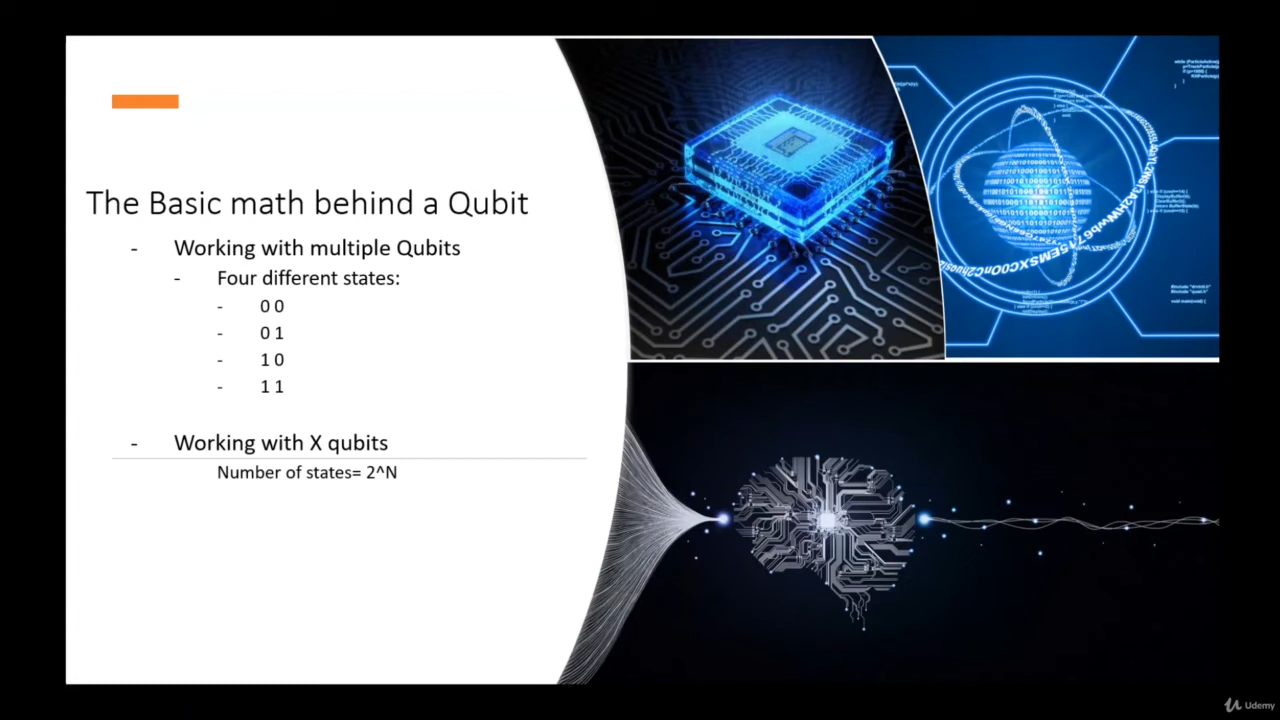 The Basic math behind a Qubit
- Working with multiple Qubits
- Four different states:
- 0 0
- 0 1
- 1 0
- 1 1
- Working with X qubits
Number of states= 2^N
Udemy